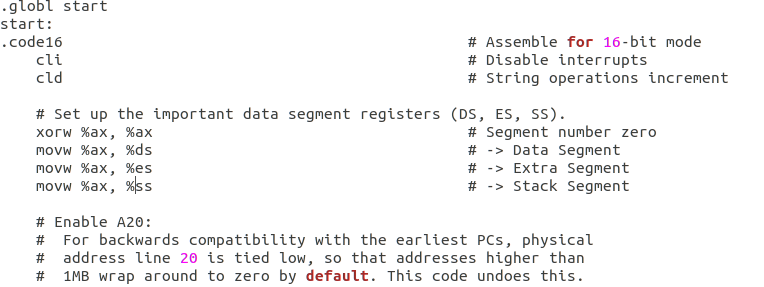 .globl start
start:
.code16 # Assemble for 16-bit mode
cli # Disable interrupts
cld # String operations increment
# Set up the important data segment registers (DS, ES, SS).
xorw %ax, %ax # Segment number zero
movw %ax, %ds # -> Data Segment
movw %ax, %es # -> Extra Segment
movw %ax, %ss # -> Stack Segment
# Enable A20:
# For backwards compatibility with the earliest PCs, physical
# address line 20 is tied low, so that addresses higher than
# 1MB wrap around to zero by default. This code undoes this.